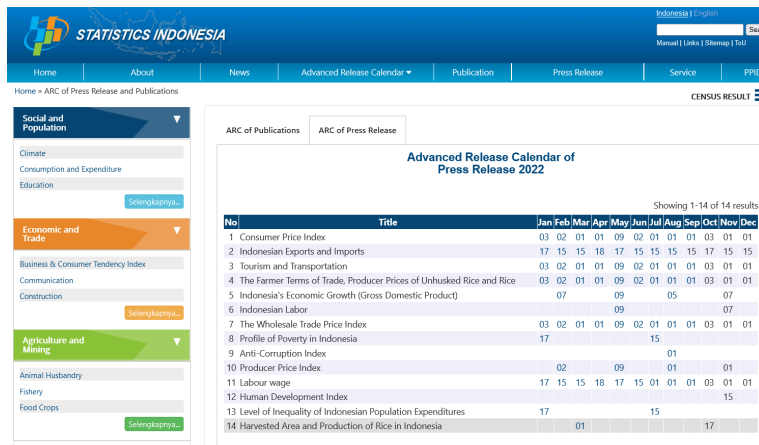 Indonesia | English
STATISTICS INDONESIA
Manual | Links | Sitemap | ToU
Home About News Advanced Release Calendar Publication Press Release Service
Home » ARC of Press Release and Publications
CENSUS RESULT
Social and
Population
Climate
Consumption and Expenditure
Education
Selengkapnya...
Economic and
Trade
Business & Consumer Tendency Index
Communication
Construction
Selengkapnya...
Agriculture and
Mining
Animal Husbandry
Fishery
Food Crops
Selengkapnya...
ARC of Publications ARC of Press Release
Advanced Release Calendar of
Press Release 2022
Showing 1-14 of 14 results
No Title Jan Feb Mar Apr May Jun Jul Aug Sep Oct Nov Dec
1 Consumer Price Index 03 02 01 01 09 02 01 01 01 03 01 01
2 Indonesian Exports and Imports 17 15 15 18 17 15 15 15 15 17 15 15
3 Tourism and Transportation 03 02 01 01 09 02 01 01 01 03 01 01
4 The Farmer Terms of Trade, Producer Prices of Unhusked Rice and Rice 03 02 01 01 09 02 01 01 01 03 01 01
5 Indonesia's Economic Growth (Gross Domestic Product) 07 09 05 07
6 Indonesian Labor 09 07
7 The Wholesale Trade Price Index 03 02 01 01 09 02 01 01 01 03 01 01
8 Profile of Poverty in Indonesia 17 15
9 Anti-Corruption Index 01
10 Producer Price Index 02 09 01 01
11 Labour wage 17 15 15 18 17 15 01 01 01 03 01 01
12 Human Development Index 15
13 Level of Inequality of Indonesian Population Expenditures 17 15
14 Harvested Area and Production of Rice in Indonesia 01 17